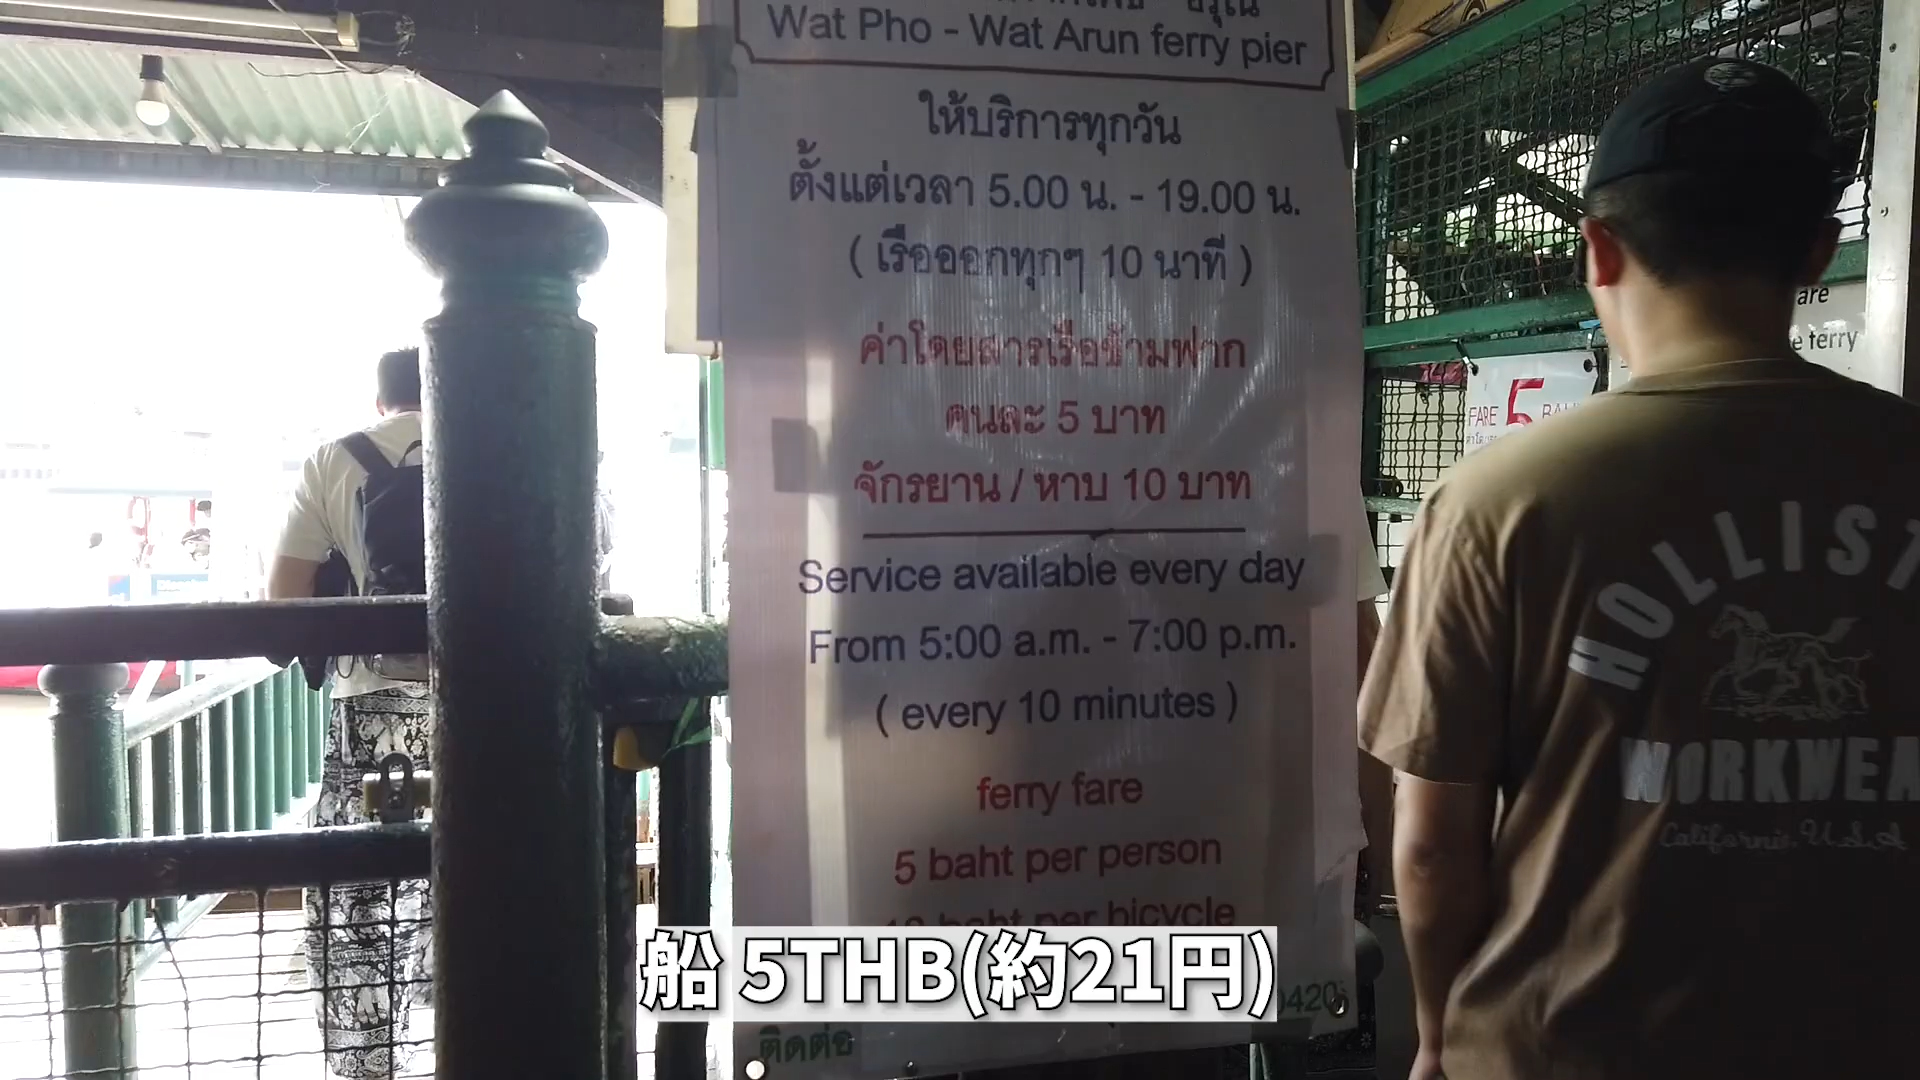 Wat Pho - Wat Arun ferry pier
ให้บริการทุกวัน
ตั้งแต่เวลา 5.00 น. - 19.00 น.
( เรือออกทุกๆ 10 นาที )
ค่าโดยสารเรือข้ามฟาก
คนละ 5 บาท
จักรยาน / หาบ 10 บาท
Service available every day
From 5:00 a.m. - 7:00 p.m.
( every 10 minutes )
ferry fare
5 baht per person
10 baht per bicycle
船 5THB(約21円)
ติดต่อ
FARE 5
ferry
HOLLIST
WORKWEA
California, U.S.A